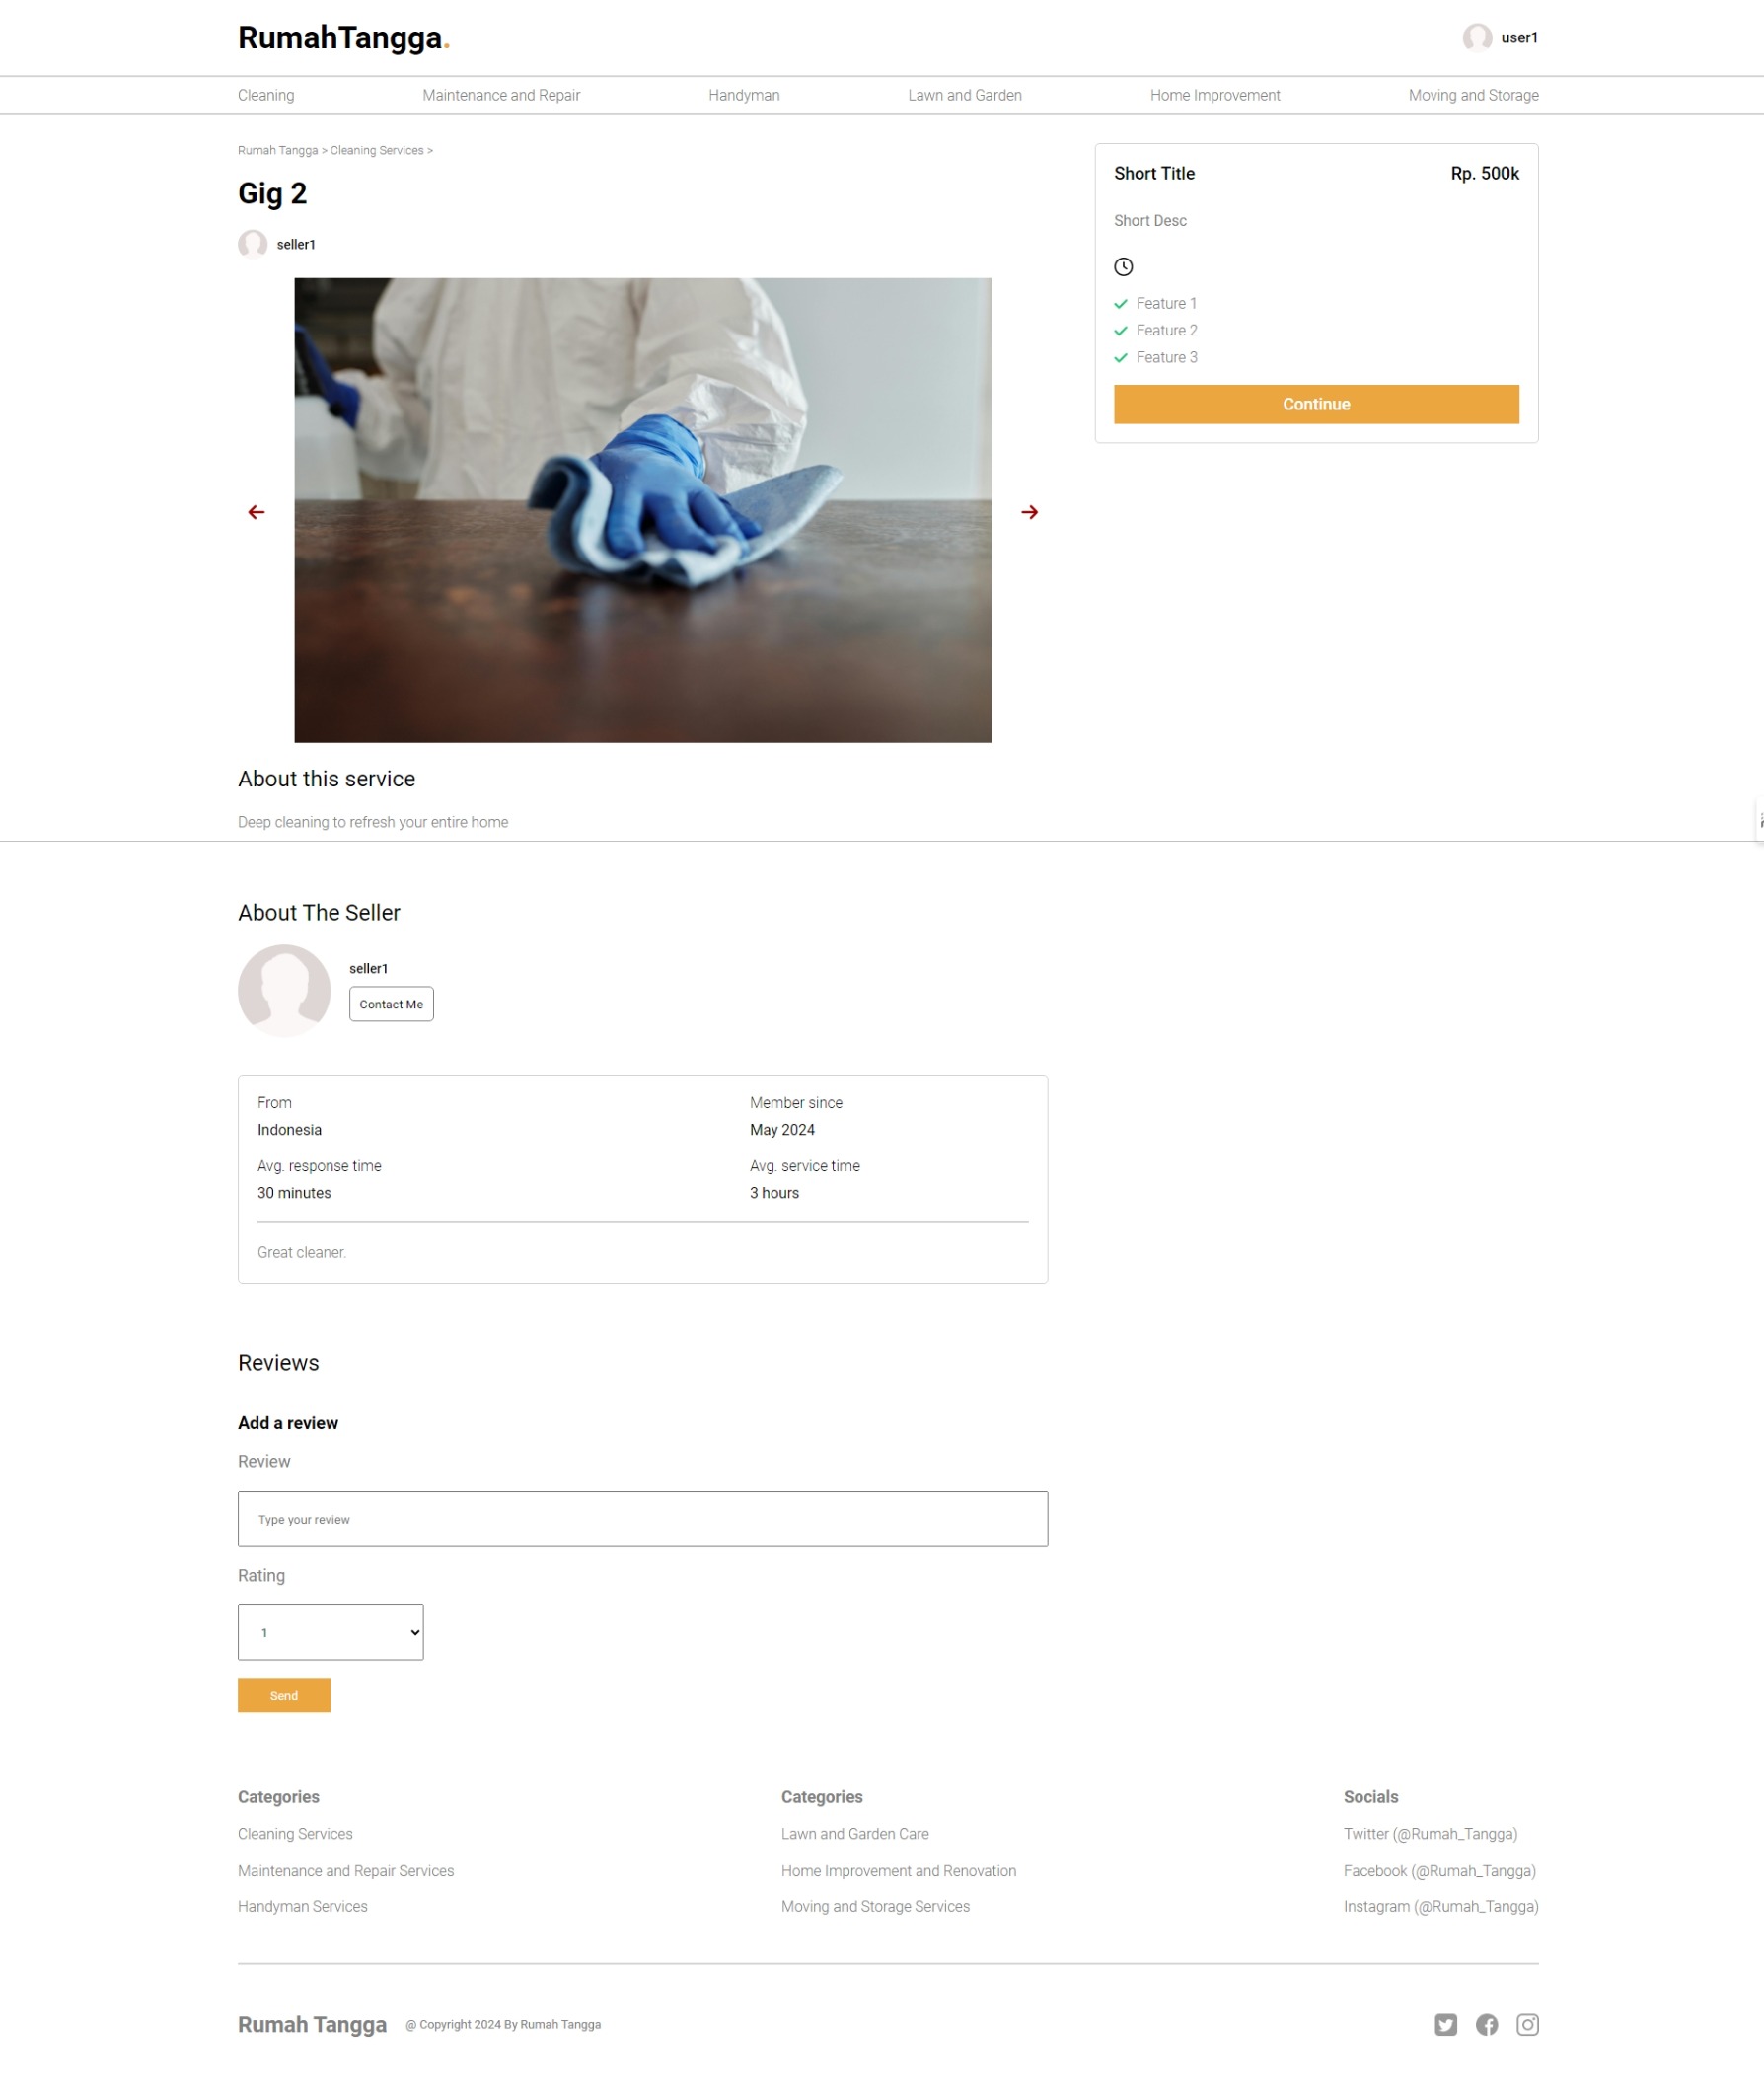 RumahTangga.
user1
Cleaning
Maintenance and Repair
Handyman
Lawn and Garden
Home Improvement
Moving and Storage
Rumah Tangga > Cleaning Services >
Gig 2
seller1
Short Title
Rp. 500k
Short Desc
Feature 1
Feature 2
Feature 3
Continue
About this service
Deep cleaning to refresh your entire home
About The Seller
seller1
Contact Me
From
Indonesia
Member since
May 2024
Avg. response time
30 minutes
Avg. service time
3 hours
Great cleaner.
Reviews
Add a review
Review
Type your review
Rating
1
Send
Categories
Cleaning Services
Maintenance and Repair Services
Handyman Services
Categories
Lawn and Garden Care
Home Improvement and Renovation
Moving and Storage Services
Socials
Twitter (@Rumah_Tangga)
Facebook (@Rumah_Tangga)
Instagram (@Rumah_Tangga)
Rumah Tangga
@ Copyright 2024 By Rumah Tangga